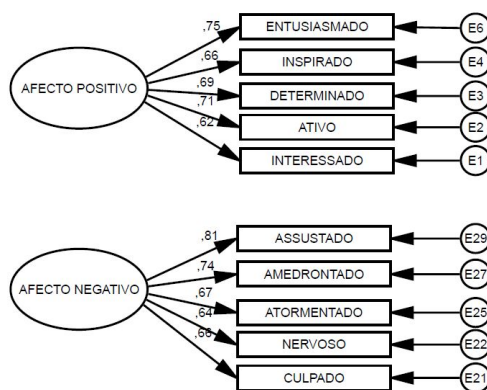 ,75 ENTUSIASMADO E6
,66 INSPIRADO E4
AFECTO POSITIVO ,69 DETERMINADO E3
,71 ATIVO E2
,62 INTERESSADO E1
,81 ASSUSTADO E29
,74 AMEDRONTADO E27
AFECTO NEGATIVO ,67 ATORMENTADO E25
,64 NERVOSO E22
,66 CULPADO E21